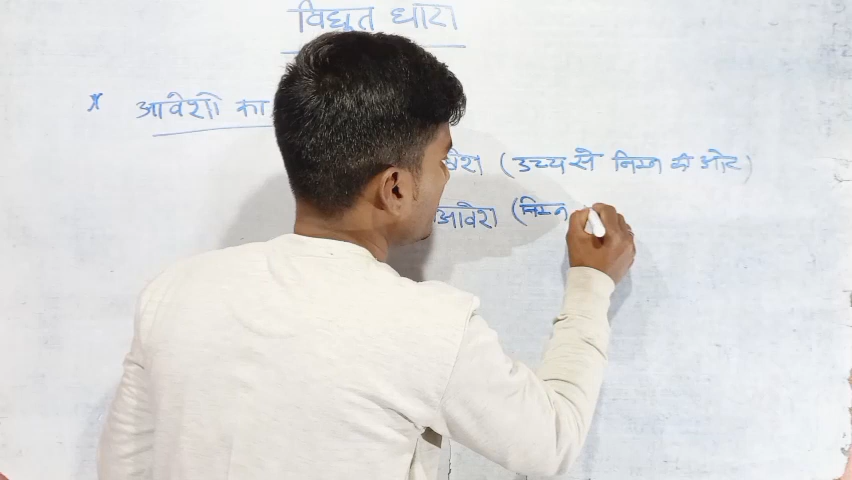 विद्युत धारा
* आवेशो का
वेश (उच्च से निम्न की ओर)
आवेश (निम्न